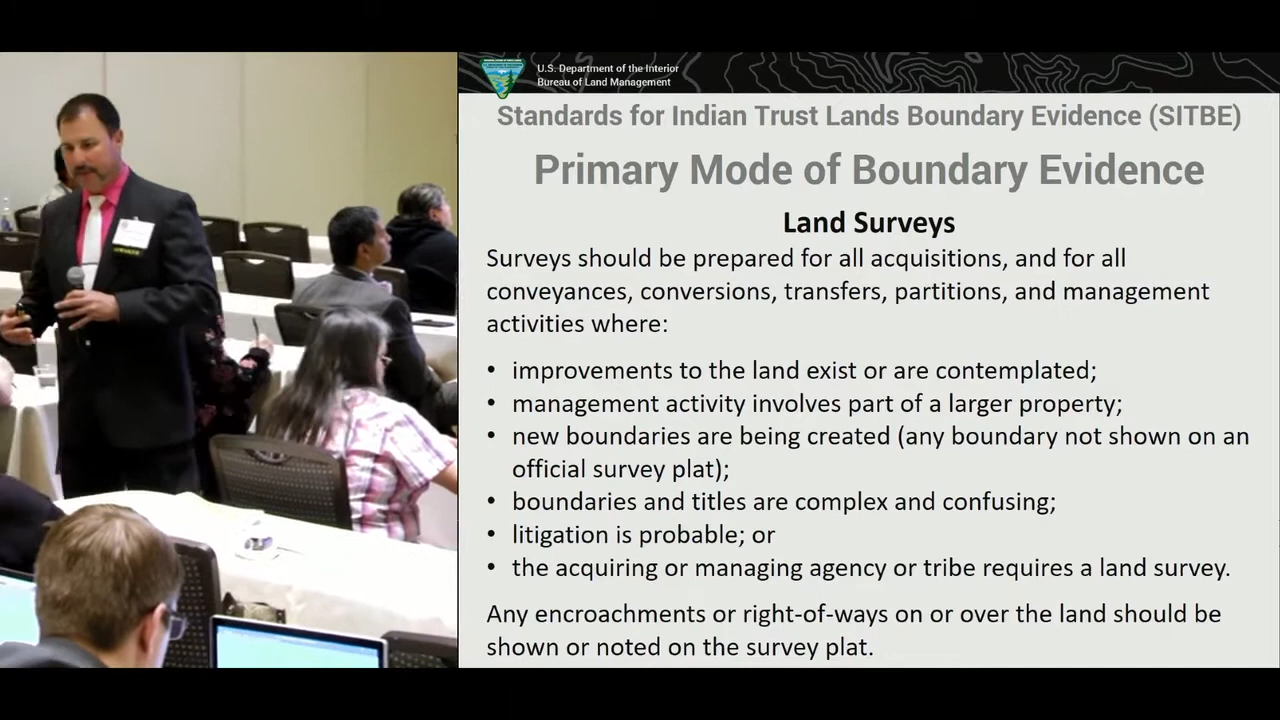 U.S. Department of the Interior
Bureau of Land Management
Standards for Indian Trust Lands Boundary Evidence (SITBE)
Primary Mode of Boundary Evidence
Land Surveys
Surveys should be prepared for all acquisitions, and for all
conveyances, conversions, transfers, partitions, and management
activities where:
• improvements to the land exist or are contemplated;
• management activity involves part of a larger property;
• new boundaries are being created (any boundary not shown on an
official survey plat);
• boundaries and titles are complex and confusing;
• litigation is probable; or
• the acquiring or managing agency or tribe requires a land survey.
Any encroachments or right-of-ways on or over the land should be
shown or noted on the survey plat.